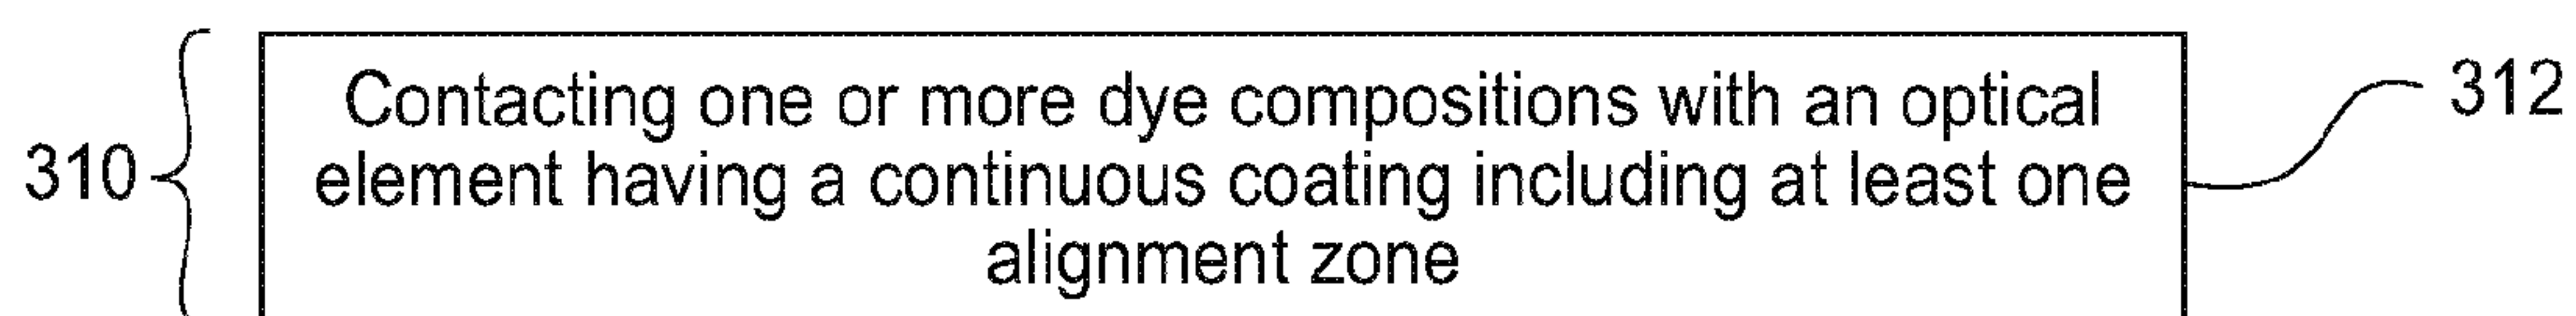 312
Contacting one or more dye compositions with an optical
310
element having a continuous coating including at least one
alignment zone